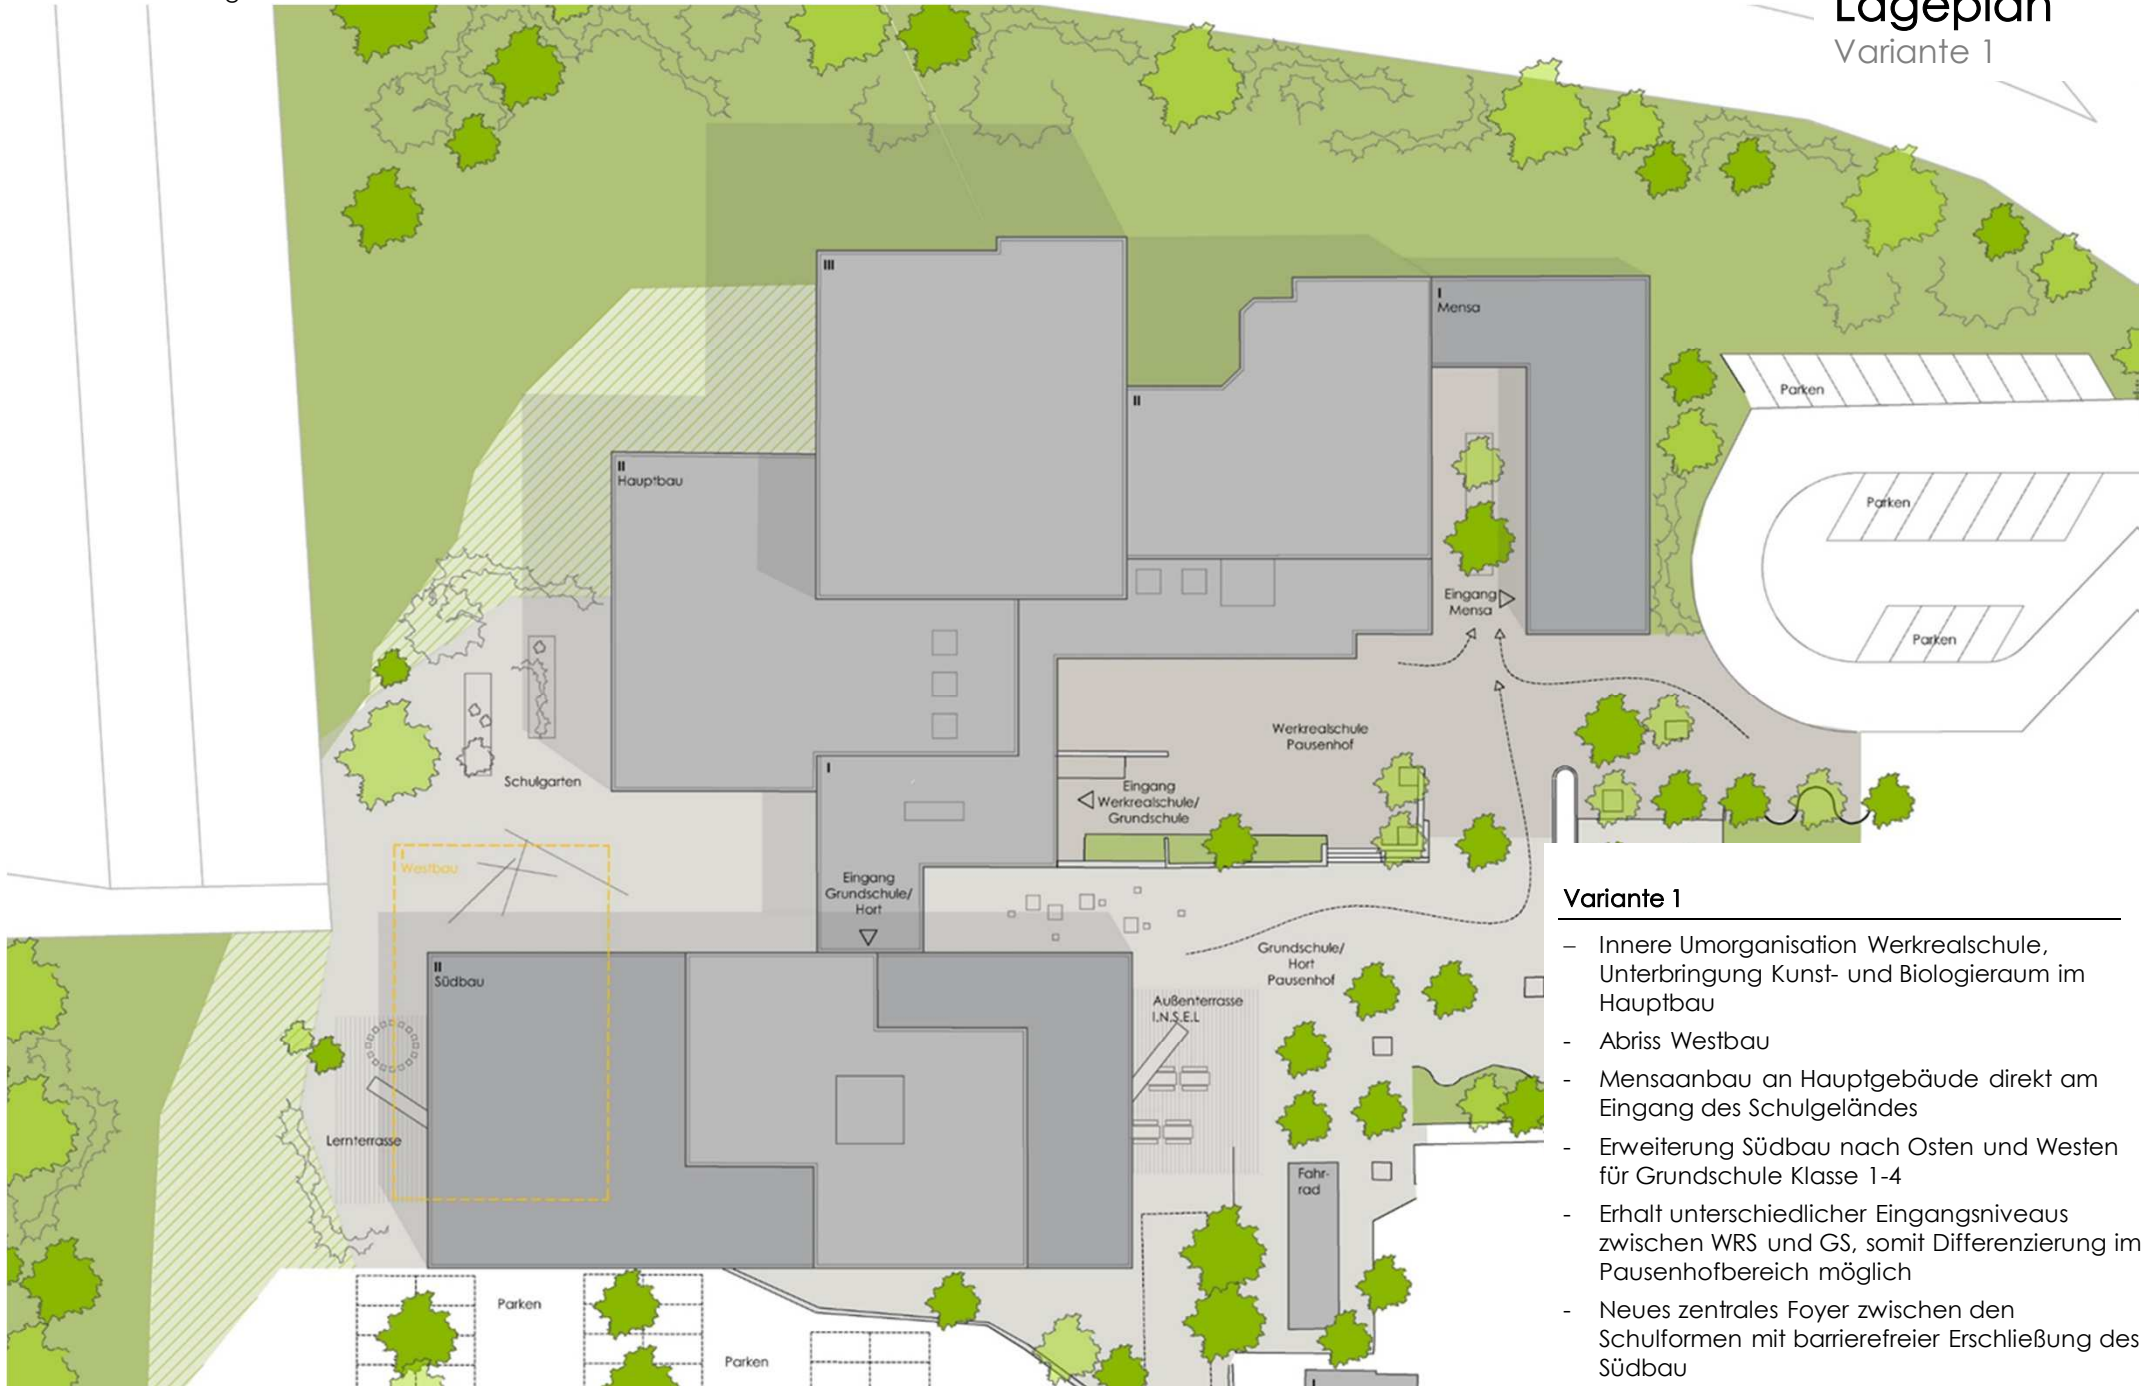 Lageplan
Variante 1
III
I
Mensa
Parken
II
II
Hauptbau
Parken
Eingang
Mensa
Parken
Werkrealschule
Pausenhof
I
Schulgarten
Eingang
Werkrealschule/
Grundschule
I
Westbau
Eingang
Grundschule/
Hort
II
Südbau
Grundschule/
Hort
Pausenhof
Außenterrasse
I.N.S.E.L
Lernterrasse
Fahr-
rad
Parken
Parken
I
Variante 1
– Innere Umorganisation Werkrealschule,
Unterbringung Kunst- und Biologieraum im
Hauptbau
- Abriss Westbau
- Mensaanbau an Hauptgebäude direkt am
Eingang des Schulgeländes
- Erweiterung Südbau nach Osten und Westen
für Grundschule Klasse 1-4
- Erhalt unterschiedlicher Eingangsniveaus
zwischen WRS und GS, somit Differenzierung im
Pausenhofbereich möglich
- Neues zentrales Foyer zwischen den
Schulformen mit barrierefreier Erschließung des
Südbau